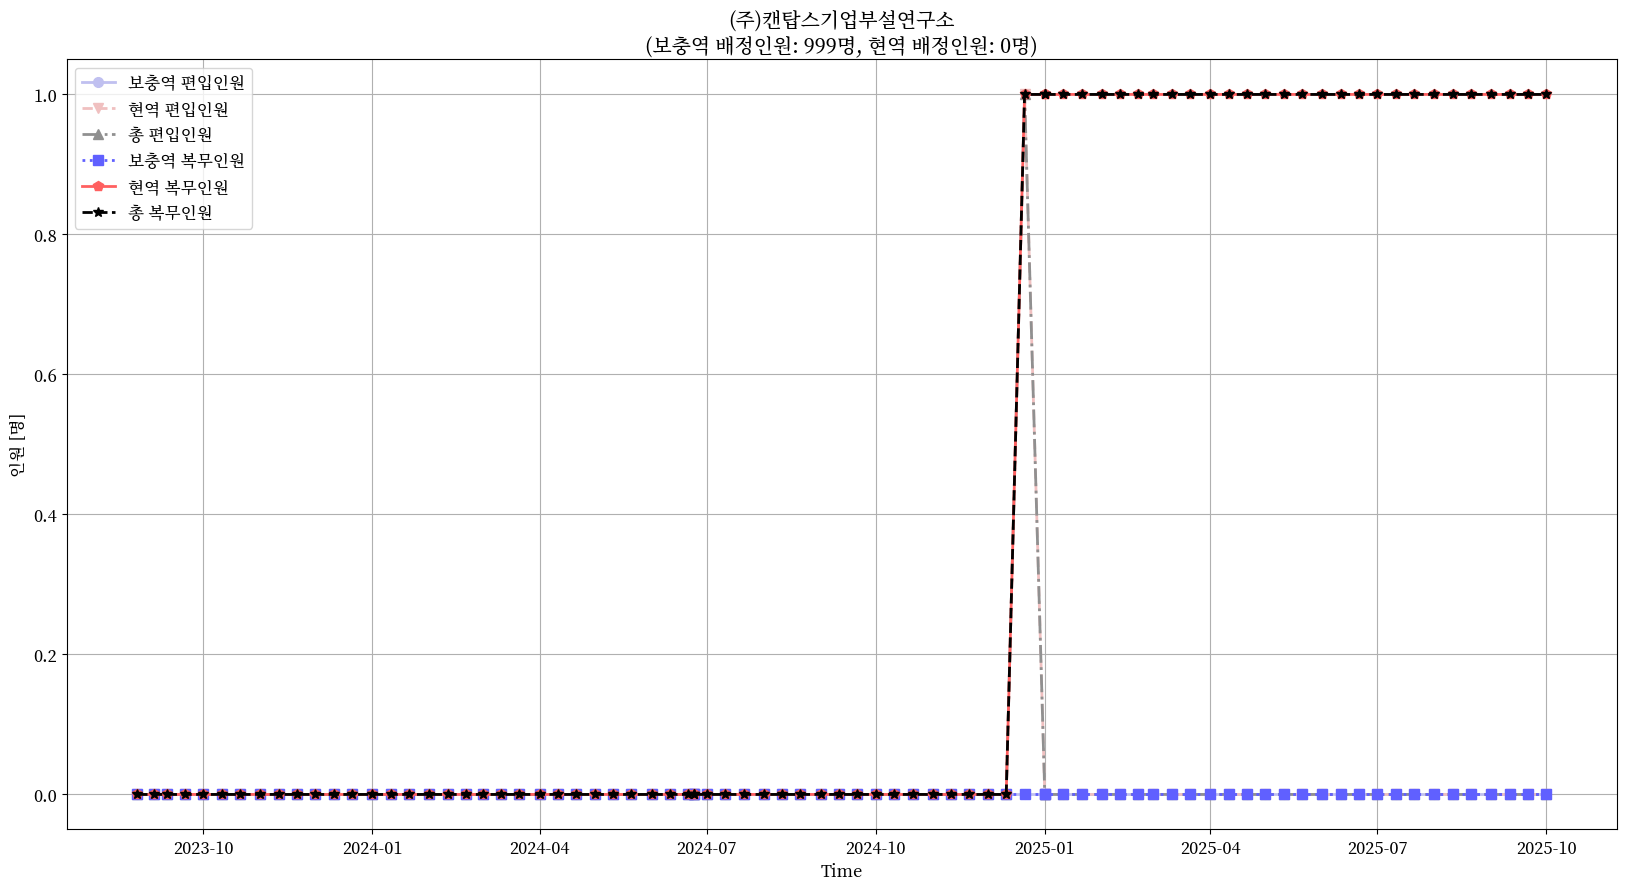 (주)캔탑스기업부설연구소
(보충역 배정인원: 999명, 현역 배정인원: 0명)
보충역 편입인원
현역 편입인원
총 편입인원
보충역 복무인원
현역 복무인원
총 복무인원
1.0
0.8
0.6
0.4
0.2
0.0
인원 [명]
2023-10
2024-01
2024-04
2024-07
2024-10
2025-01
2025-04
2025-07
2025-10
Time